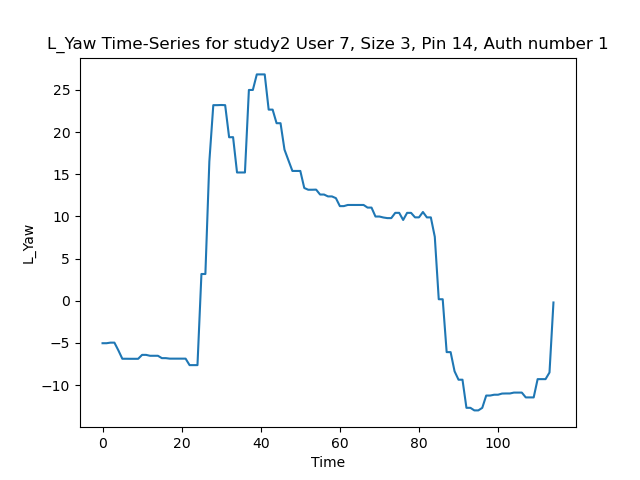 L_Yaw Time-Series for study2 User 7, Size 3, Pin 14, Auth number 1
25
20
15
10
5
0
−5
−10
L_Yaw
0 20 40 60 80 100
Time